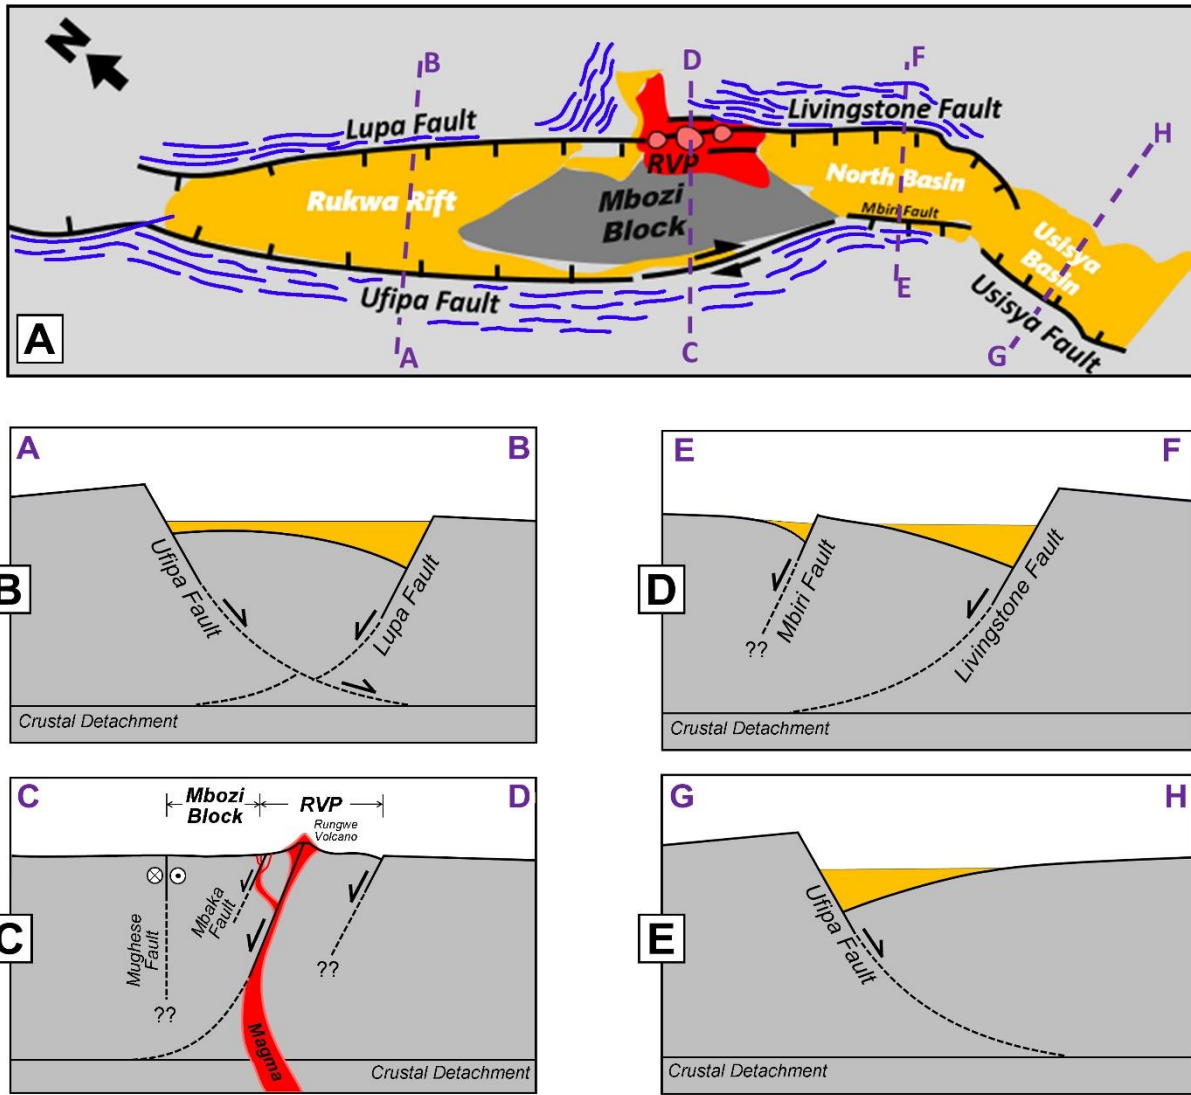 N
B
D
F
H
Lupa Fault
Livingstone Fault
RVP
Rukwa Rift
Mbozi
Block
North Basin
Mbiri Fault
Usisya
Basin
Ufipa Fault
Usisya Fault
A
A
C
E
G
A
B
Ufipa Fault
Lupa Fault
B
Crustal Detachment
E
F
Mbiri Fault
Livingstone Fault
??
D
Crustal Detachment
C
D
Mbozi
Block
RVP
Rungwe
Volcano
Mbaka
Fault
Mughese
Fault
??
??
C
Magma
Crustal Detachment
G
H
Ufipa Fault
E
Crustal Detachment